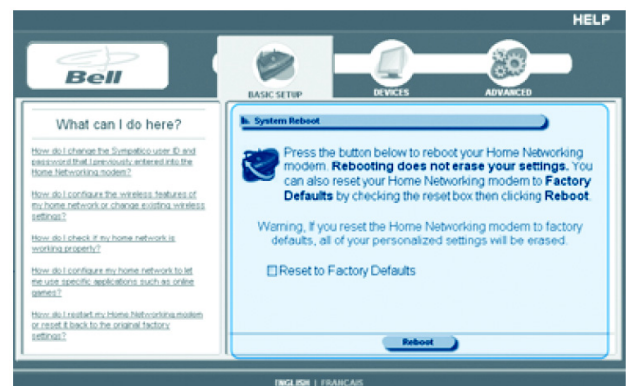 HELP
Bell
BASIC SETUP
DEVICES
ADVANCED
What can I do here?
How do I change the Sympatico user ID and
password that I previously entered into the
Home Networking modem?
How do I configure the wireless features of
my home network or change existing wireless
settings?
How do I check if my home network is
working properly?
How do I configure my home network to let
me use specific applications such as online
games?
How do I restart my Home Networking modem
or reset it back to the original factory
settings?
System Reboot
Press the button below to reboot your Home Networking
modem. Rebooting does not erase your settings. You
can also reset your Home Networking modem to Factory
Defaults by checking the reset box then clicking Reboot.
Warning, If you reset the Home Networking modem to factory
defaults, all of your personalized settings will be erased.
Reset to Factory Defaults
Reboot
ENGLISH | FRANCAIS